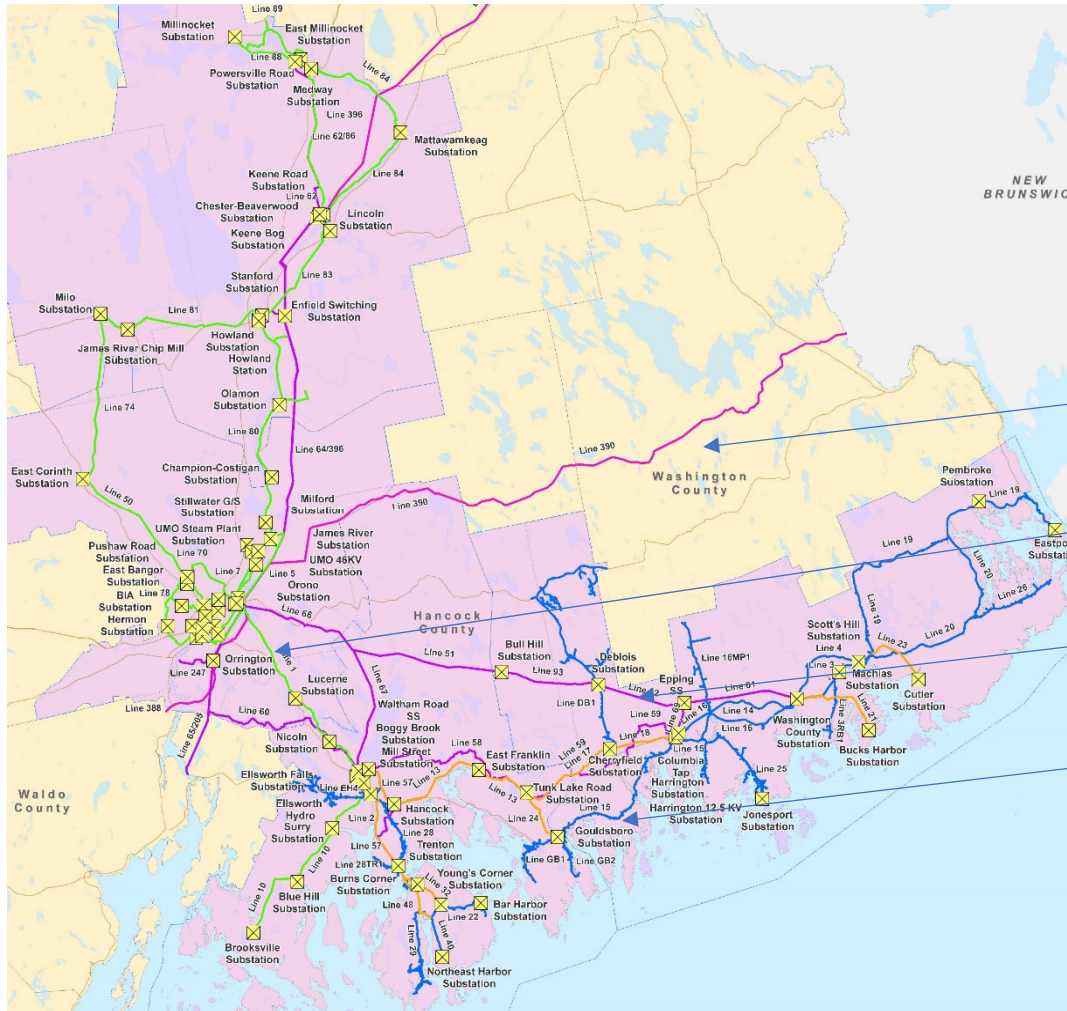 Line 89
Millinocket
Substation
East Millinocket
Substation
Line 88
Powersville Road
Substation
Line 84
Medway
Substation
Line 396
Line 62/86
Mattawamkeag
Substation
Line 84
Keene Road
Substation
Line 62
Chester-Beaverwood
Substation
Lincoln
Substation
Keene Bog
Substation
Line 83
Stanford
Substation
Milo
Substation
Line 81
Enfield Switching
Substation
James River Chip Mill
Substation
Howland
Substation
Howland
Station
Line 74
Olamon
Substation
Line 80
Line 64/396
NEW
BRUNSWIC
East Corinth
Substation
Line 50
Champion-Costigan
Substation
Line 390
Washington
County
Stillwater G/S
Substation
Milford
Substation
Line 390
UMO Steam Plant
Substation
James River
Substation
Pushaw Road
Substation
Line 70
UMO 46KV
Substation
East Bangor
Substation
Line 7
Line 5
Orono
Substation
BIA
Substation
Line 78
Hermon
Substation
Line 66
Hancock
County
Pembroke
Substation
Line 19
Eastpo
Substati
Line 19
Line 20
Line 26
Line 19
Line 1
Line 51
Bull Hill
Substation
Line 93
Deblois
Substation
Line 16MP1
Scott's Hill
Substation
Line 23
Line 20
Line 4
Line 3
Machias
Substation
Cutler
Substation
Orrington
Substation
Line 247
Lucerne
Substation
Line 67
Line 388
Line 65/205
Line 60
Nicoln
Substation
Waltham Road
SS
Boggy Brook
Substation
Mill Street
Substation
Line 58
East Franklin
Substation
Line DB1
Epping
SS
Line 61
Line 59
Line 69
Line 16
Line 14
Line 16
Washington
County
Substation
Line 3RB1
Line 21
Bucks Harbor
Substation
Line 59
Line 18
Line 17
Cherryfield
Substation
Line 15
Columbia
Tap
Harrington
Substation
Harrington 12.5 KV
Substation
Line 25
Jonesport
Substation
Waldo
County
Ellsworth Falls
Substation
Line EH4
Line 57
Line 13
Line 13
Tunk Lake Road
Substation
Line 15
Ellsworth
Hydro
Surry
Substation
Line 2
Hancock
Substation
Line 24
Gouldsboro
Substation
Line 57
Line 28
Trenton
Substation
Line 10
Line 28TR1
Burns Corner
Substation
Young's Corner
Substation
Line GB1
Line GB2
Line 10
Blue Hill
Substation
Line 32
Line 48
Line 22
Bar Harbor
Substation
Brooksville
Substation
Line 29
Line 40
Northeast Harbor
Substation